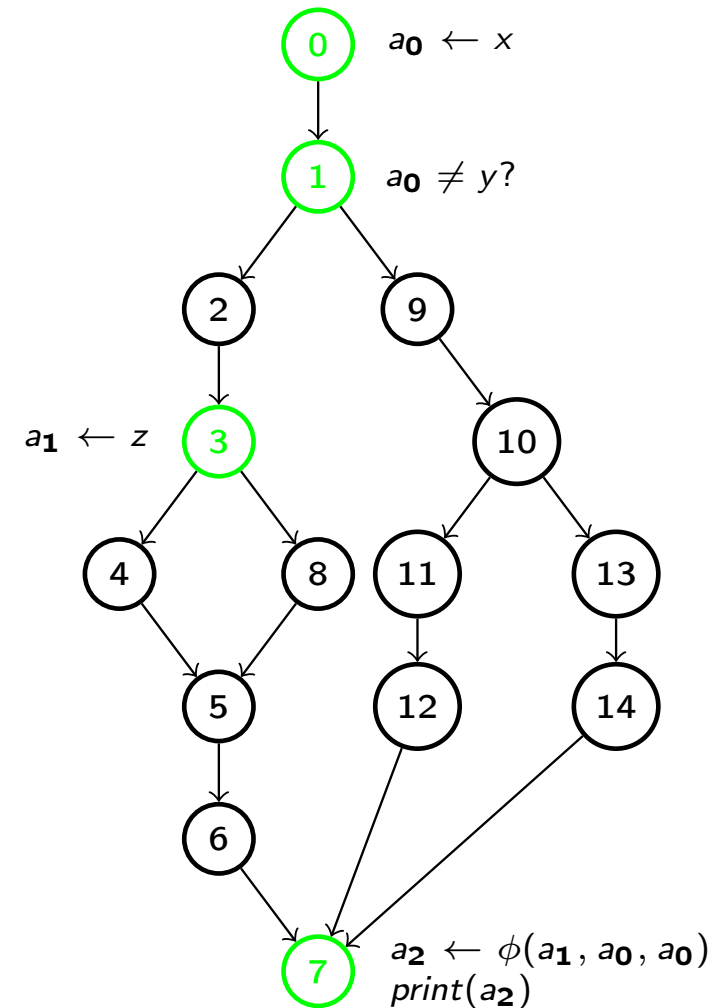 0 a₀ ← x
1 a₀ ≠ y?
2 9
a₁ ← z 3 10
4 8 11 13
5 12 14
6
7 a₂ ← ϕ(a₁, a₀, a₀)
print(a₂)